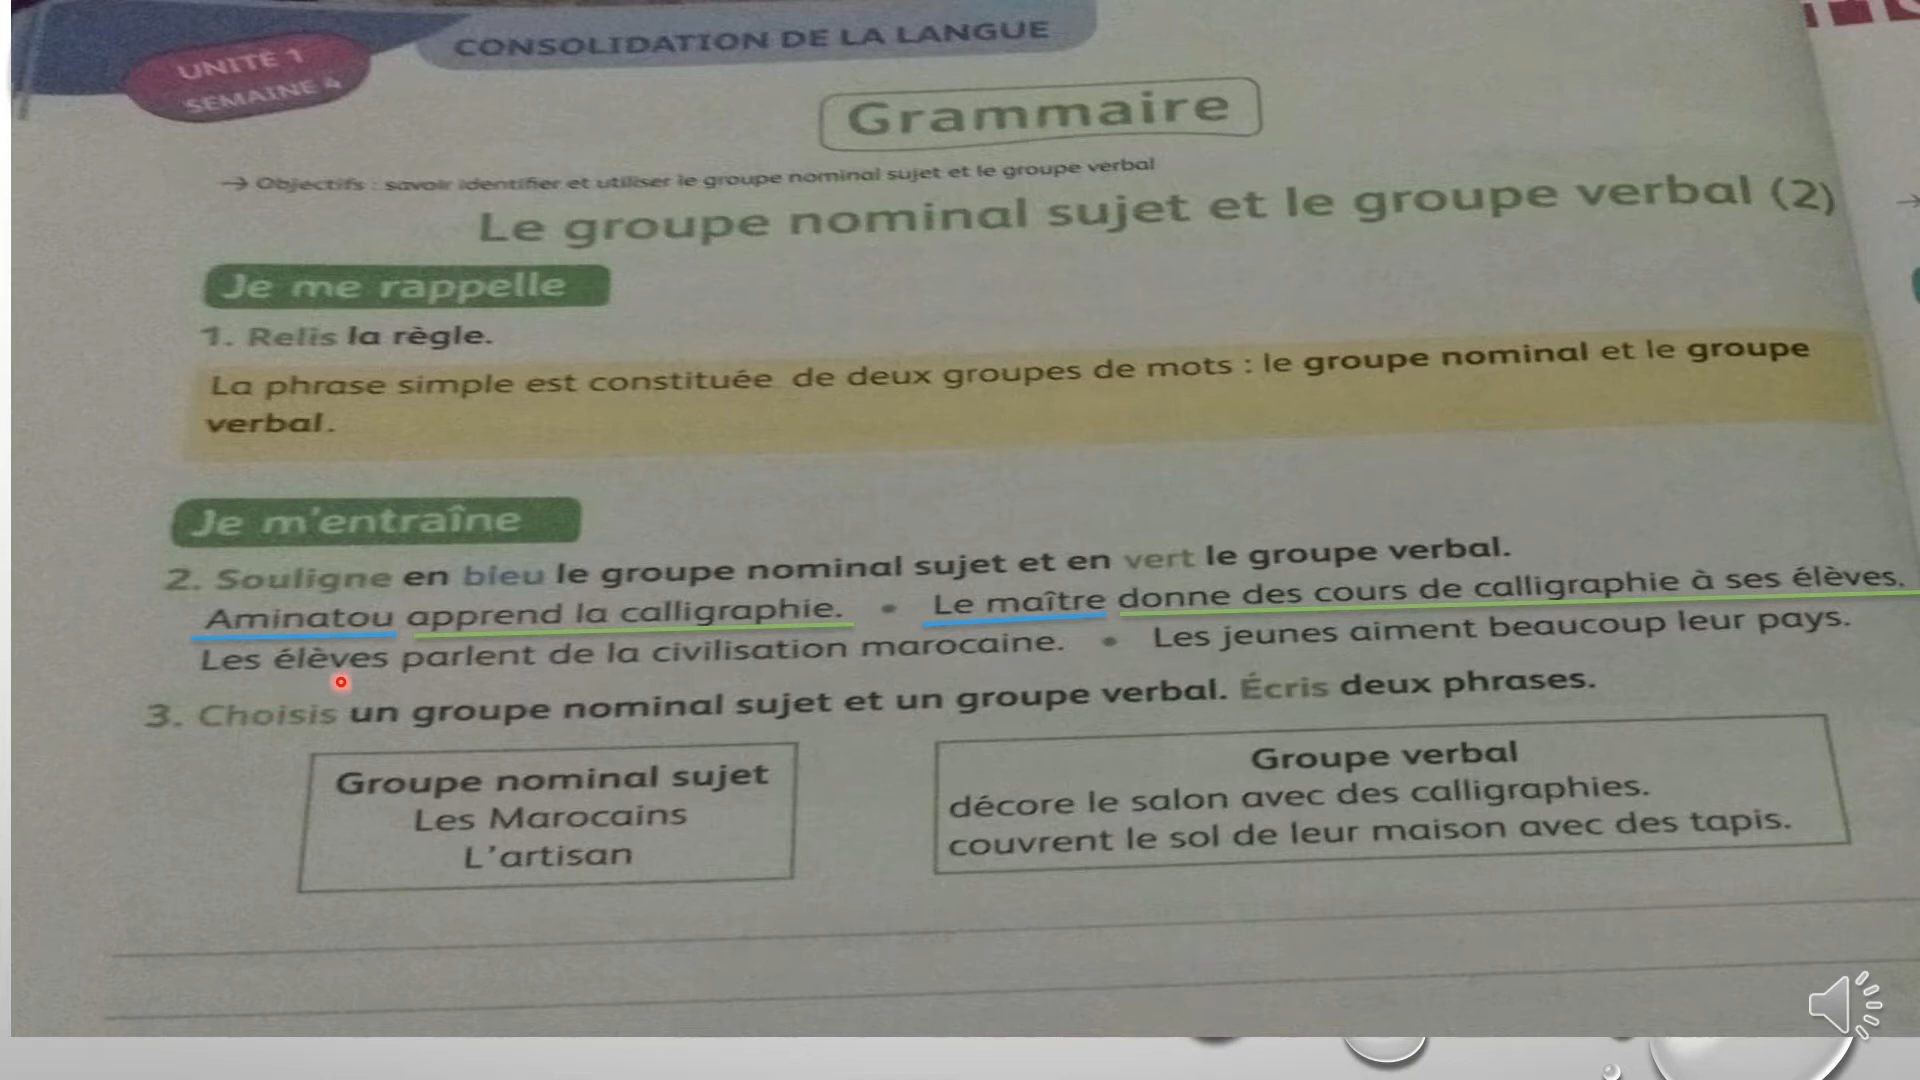 UNITÉ 1
SEMAINE 4
CONSOLIDATION DE LA LANGUE
Grammaire
→ Objectifs : savoir identifier et utiliser le groupe nominal sujet et le groupe verbal
Le groupe nominal sujet et le groupe verbal (2)
Je me rappelle
1. Relis la règle.
La phrase simple est constituée de deux groupes de mots : le groupe nominal et le groupe
verbal.
Je m'entraîne
2. Souligne en bleu le groupe nominal sujet et en vert le groupe verbal.
Aminatou apprend la calligraphie. • Le maître donne des cours de calligraphie à ses élèves.
Les élèves parlent de la civilisation marocaine. • Les jeunes aiment beaucoup leur pays.
3. Choisis un groupe nominal sujet et un groupe verbal. Écris deux phrases.
Groupe nominal sujet
Les Marocains
L'artisan
Groupe verbal
décore le salon avec des calligraphies.
couvrent le sol de leur maison avec des tapis.